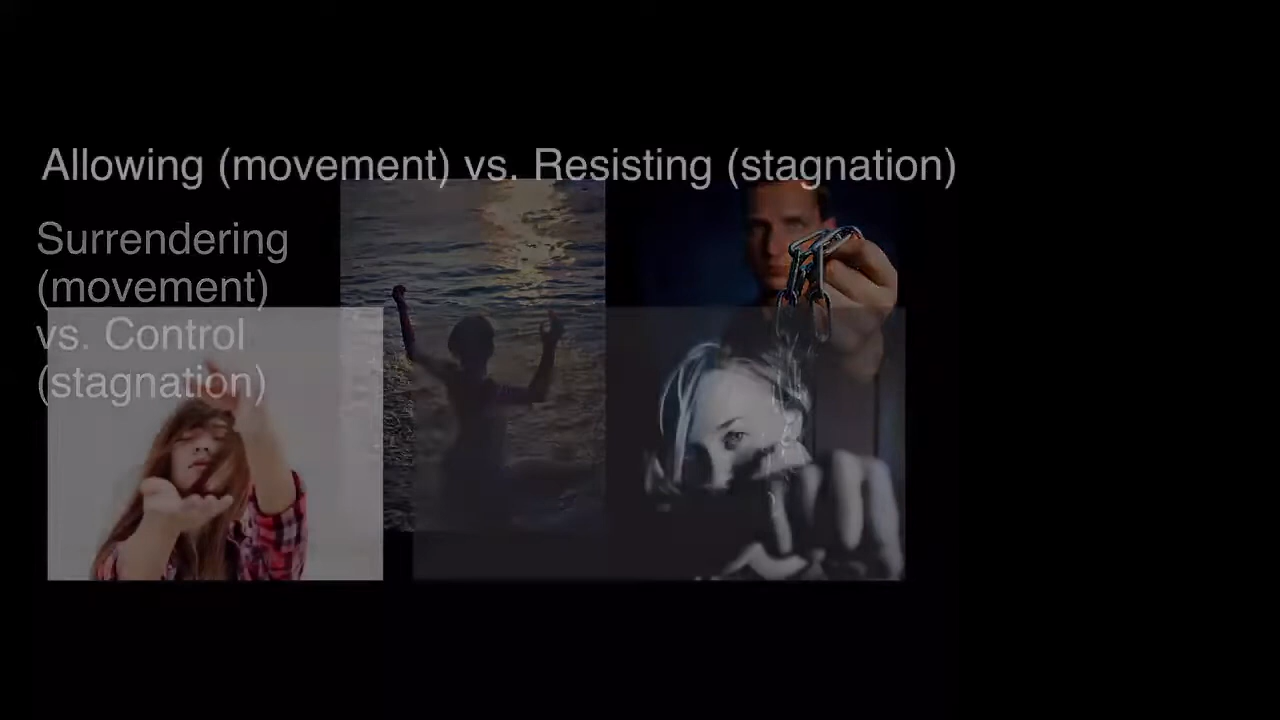 Allowing (movement) vs. Resisting (stagnation)
Surrendering
(movement)
vs. Control
(stagnation)